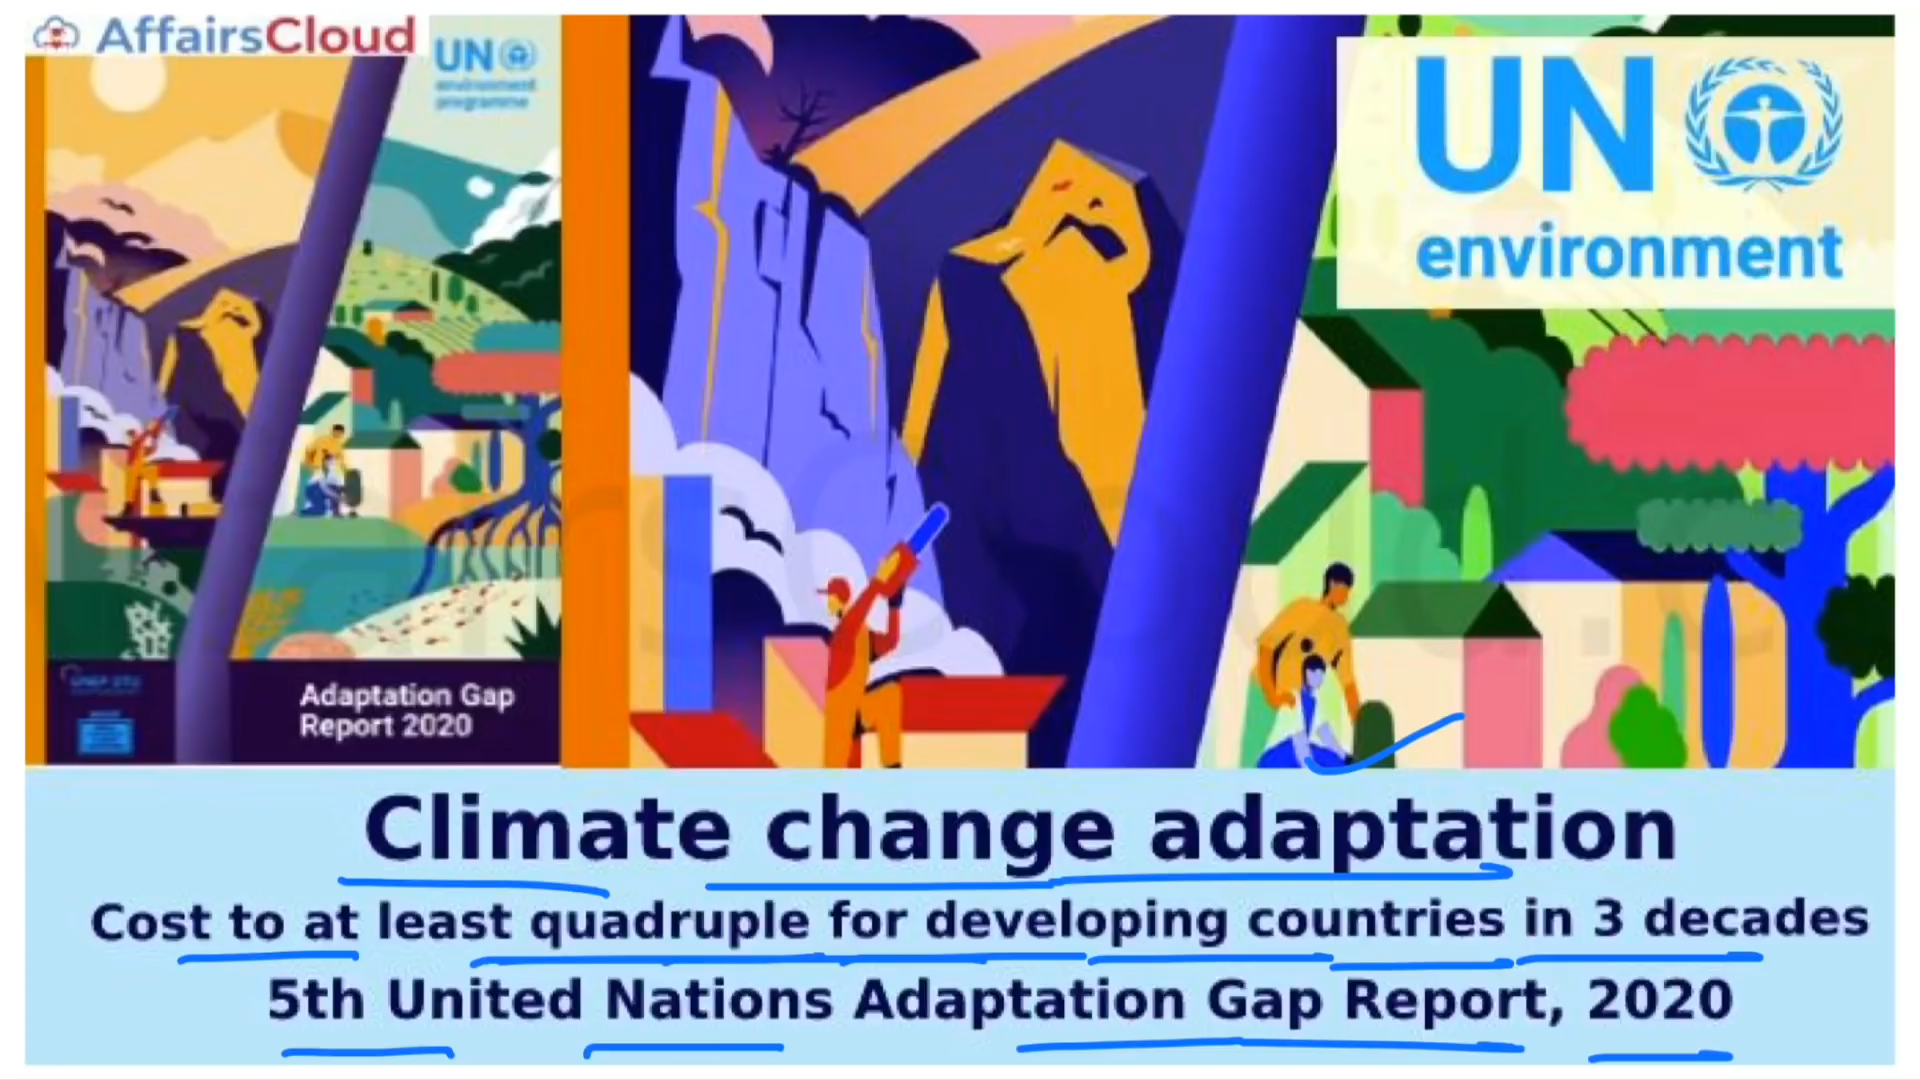 AffairsCloud
UN
environment
programme
UN
environment
Adaptation Gap
Report 2020
Climate change adaptation
Cost to at least quadruple for developing countries in 3 decades
5th United Nations Adaptation Gap Report, 2020